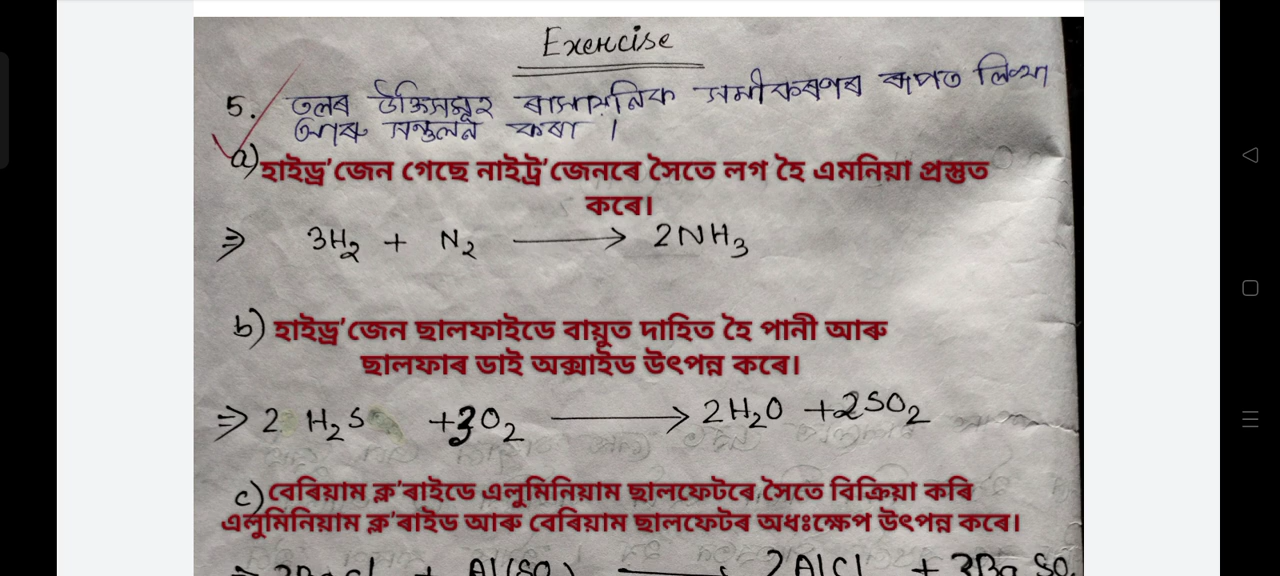 Exercise
5. তলৰ উক্তিসমূহ ৰাসায়নিক সমীকৰণৰ ৰূপত লিখা
আৰু সন্তুলন কৰা ।
a) হাইড্ৰ'জেন গেছে নাইট্ৰ'জেনৰে সৈতে লগ হৈ এমনিয়া প্ৰস্তুত
কৰে।
⇒ 3H₂ + N₂ ⟶ 2NH₃
b) হাইড্ৰ'জেন ছালফাইডে বায়ুত দাহিত হৈ পানী আৰু
ছালফাৰ ডাই অক্সাইড উৎপন্ন কৰে।
⇒ 2 H₂S +3O₂ ⟶ 2H₂O +2SO₂
c) বেৰিয়াম ক্ল'ৰাইডে এলুমিনিয়াম ছালফেটৰে সৈতে বিক্ৰিয়া কৰি
এলুমিনিয়াম ক্ল'ৰাইড আৰু বেৰিয়াম ছালফেটৰ অধঃক্ষেপ উৎপন্ন কৰে।